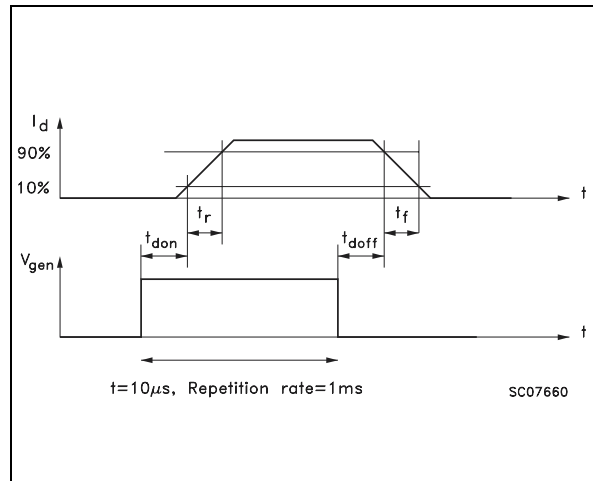 I_d
90%
10%
t
t_r
t_f
t_don
t_doff
V_gen
t
t=10μs, Repetition rate=1ms
SC07660